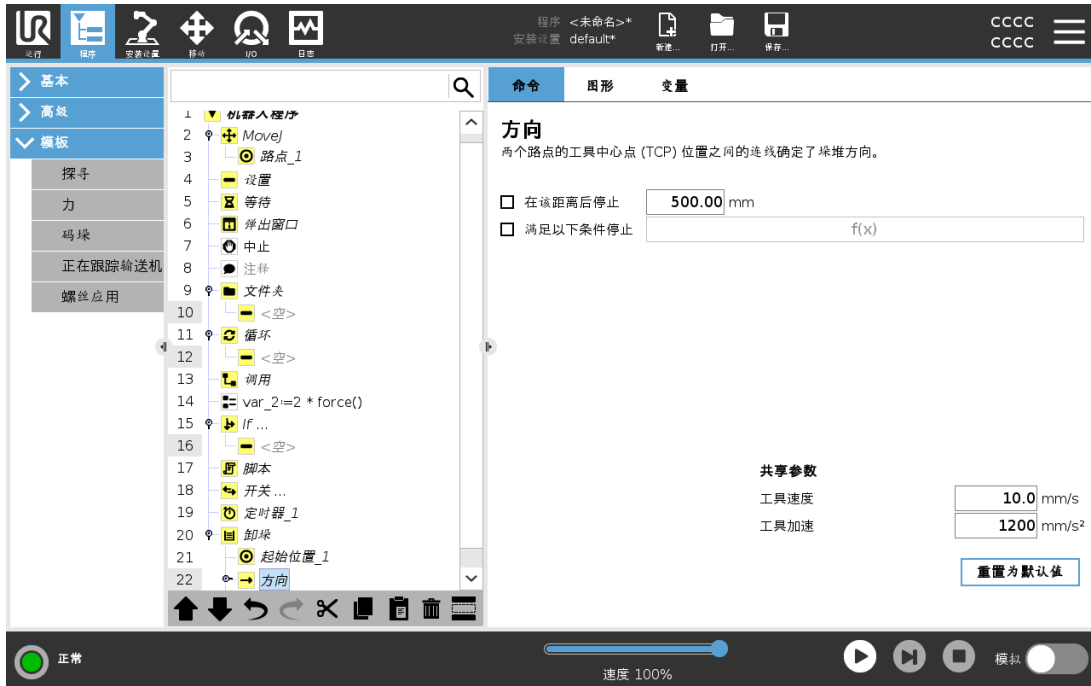 UR
运行
程序
安装设置
移动
I/O
日志
程序 <未命名>*
安装设置 default*
新建...
打开...
保存...
CCCC
CCCC
基本
高级
模板
探寻
力
码垛
正在跟踪输送机
螺丝应用
1 机器人程序
2 MoveJ
3 路点_1
4 设置
5 等待
6 弹出窗口
7 中止
8 注释
9 文件夹
10 <空>
11 循环
12 <空>
13 调用
14 var_2:=2 * force()
15 If ...
16 <空>
17 脚本
18 开关 ...
19 定时器_1
20 卸垛
21 起始位置_1
22 方向
命令 图形 变量
方向
两个路点的工具中心点 (TCP) 位置之间的连线确定了垛堆方向。
在该距离后停止 500.00 mm
满足以下条件停止 f(x)
共享参数
工具速度 10.0 mm/s
工具加速 1200 mm/s²
重置为默认值
正常
速度 100%
模拟